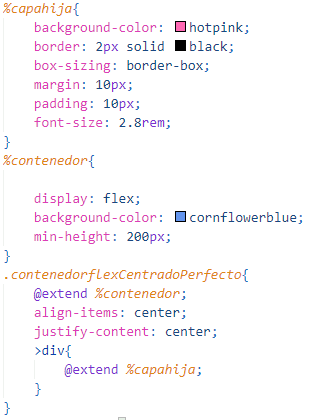 %capahija{
background-color: hotpink;
border: 2px solid black;
box-sizing: border-box;
margin: 10px;
padding: 10px;
font-size: 2.8rem;
}
%contenedor{
display: flex;
background-color: cornflowerblue;
min-height: 200px;
}
.contenedorflexCentradoPerfecto{
@extend %contenedor;
align-items: center;
justify-content: center;
>div{
@extend %capahija;
}
}